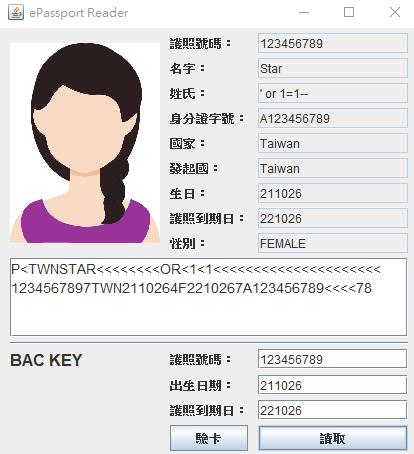 ePassport Reader
護照號碼： 123456789
名字： Star
姓氏： ' or 1=1--
身分證字號： A123456789
國家： Taiwan
發起國： Taiwan
生日： 211026
護照到期日： 221026
性別： FEMALE
P<TWNSTAR<<<<<<<<OR<1<1<<<<<<<<<<<<<<<<<<<<<
1234567897TWN2110264F2210267A123456789<<<<78
BAC KEY
護照號碼： 123456789
出生日期： 211026
護照到期日： 221026
驗卡 讀取